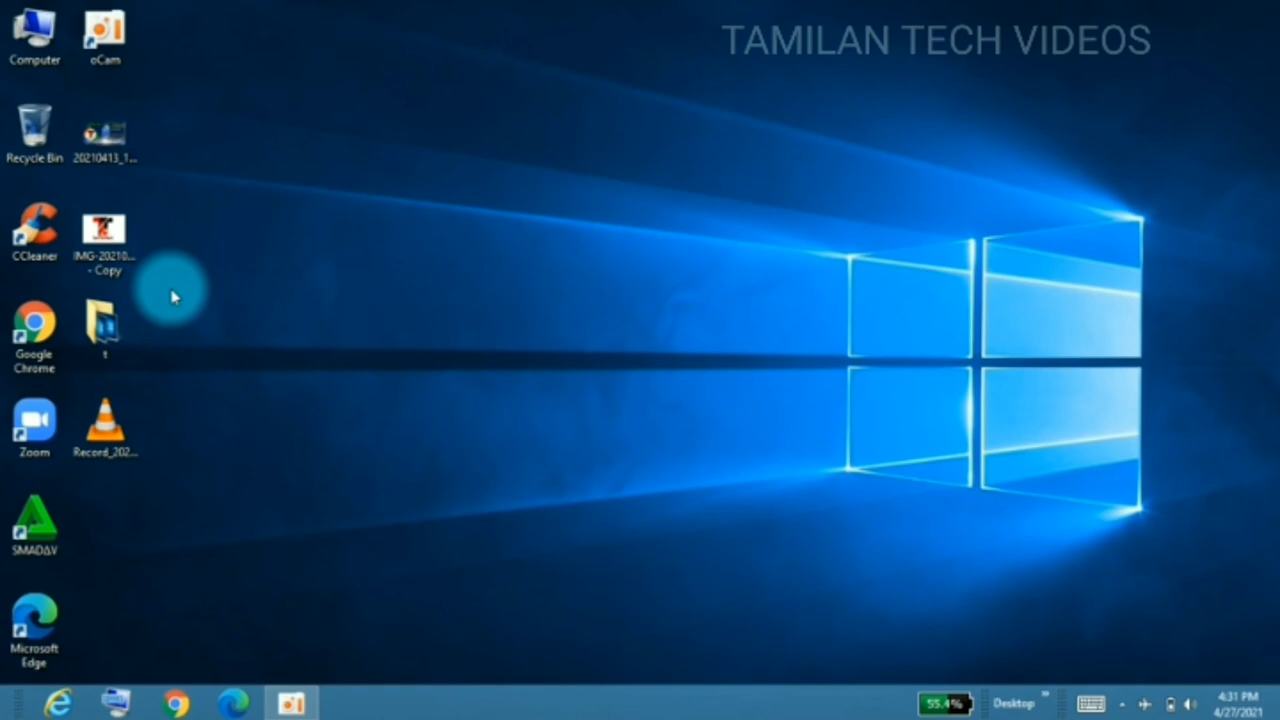 TAMILAN TECH VIDEOS
Computer
oCam
Recycle Bin
20210413_1...
CCleaner
IMG-20210...
- Copy
Google
Chrome
t
Zoom
Record_202...
SMADΔV
Microsoft
Edge
55.4%
Desktop
4:31 PM
4/27/2021